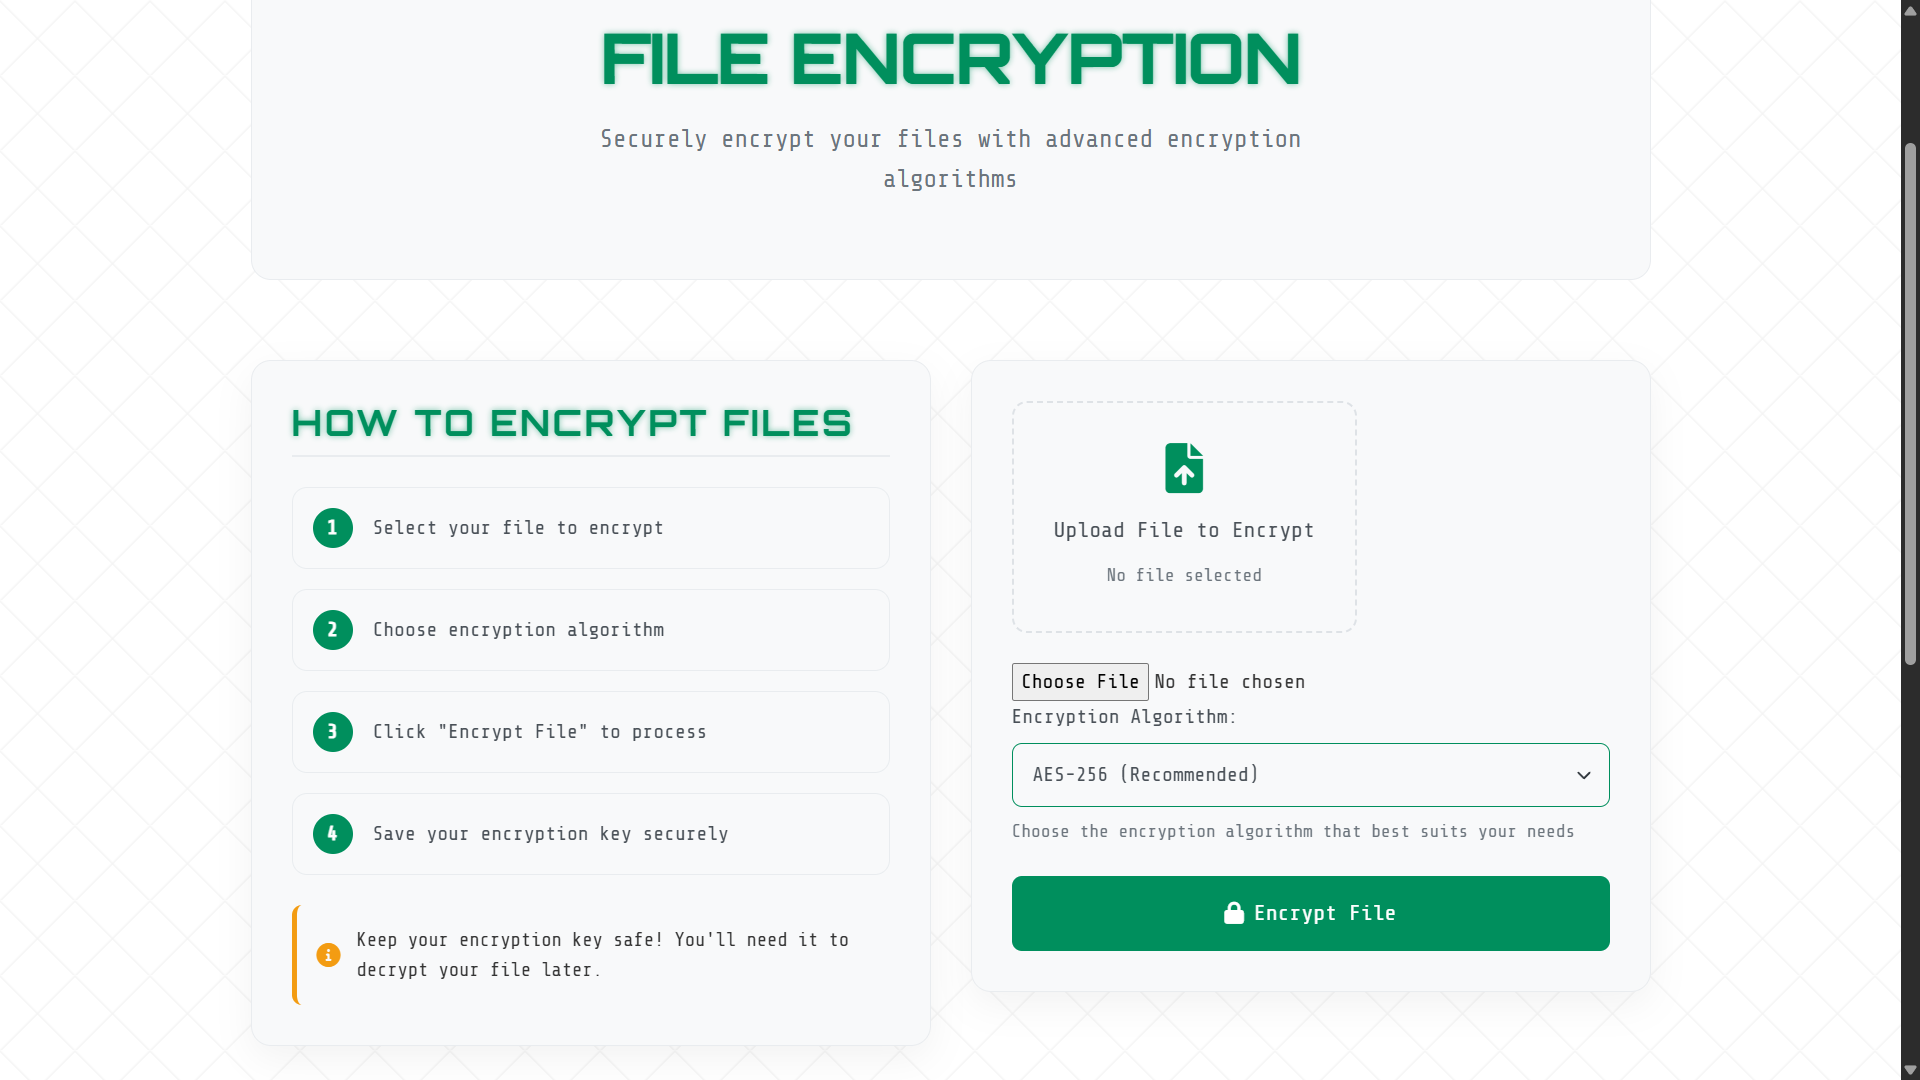 FILE ENCRYPTION
Securely encrypt your files with advanced encryption
algorithms
HOW TO ENCRYPT FILES
1 Select your file to encrypt
2 Choose encryption algorithm
3 Click "Encrypt File" to process
4 Save your encryption key securely
Keep your encryption key safe! You'll need it to
decrypt your file later.
Upload File to Encrypt
No file selected
Choose File No file chosen
Encryption Algorithm:
AES-256 (Recommended)
Choose the encryption algorithm that best suits your needs
Encrypt File